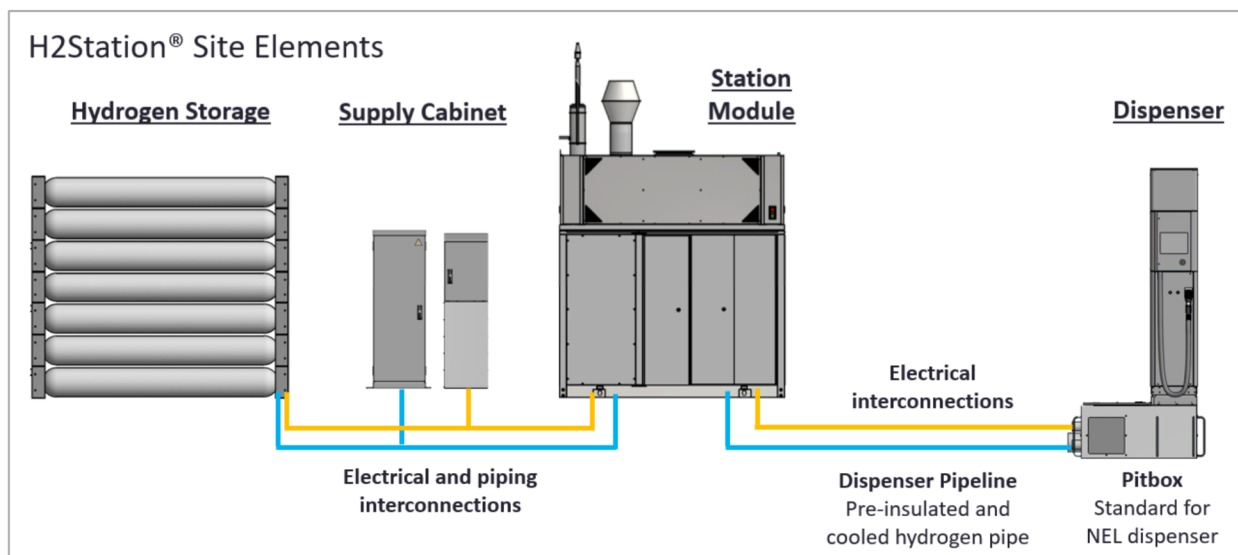 H2Station® Site Elements
Hydrogen Storage
Supply Cabinet
Station
Module
Dispenser
Electrical
interconnections
Electrical and piping
interconnections
Dispenser Pipeline
Pre-insulated and
cooled hydrogen pipe
Pitbox
Standard for
NEL dispenser